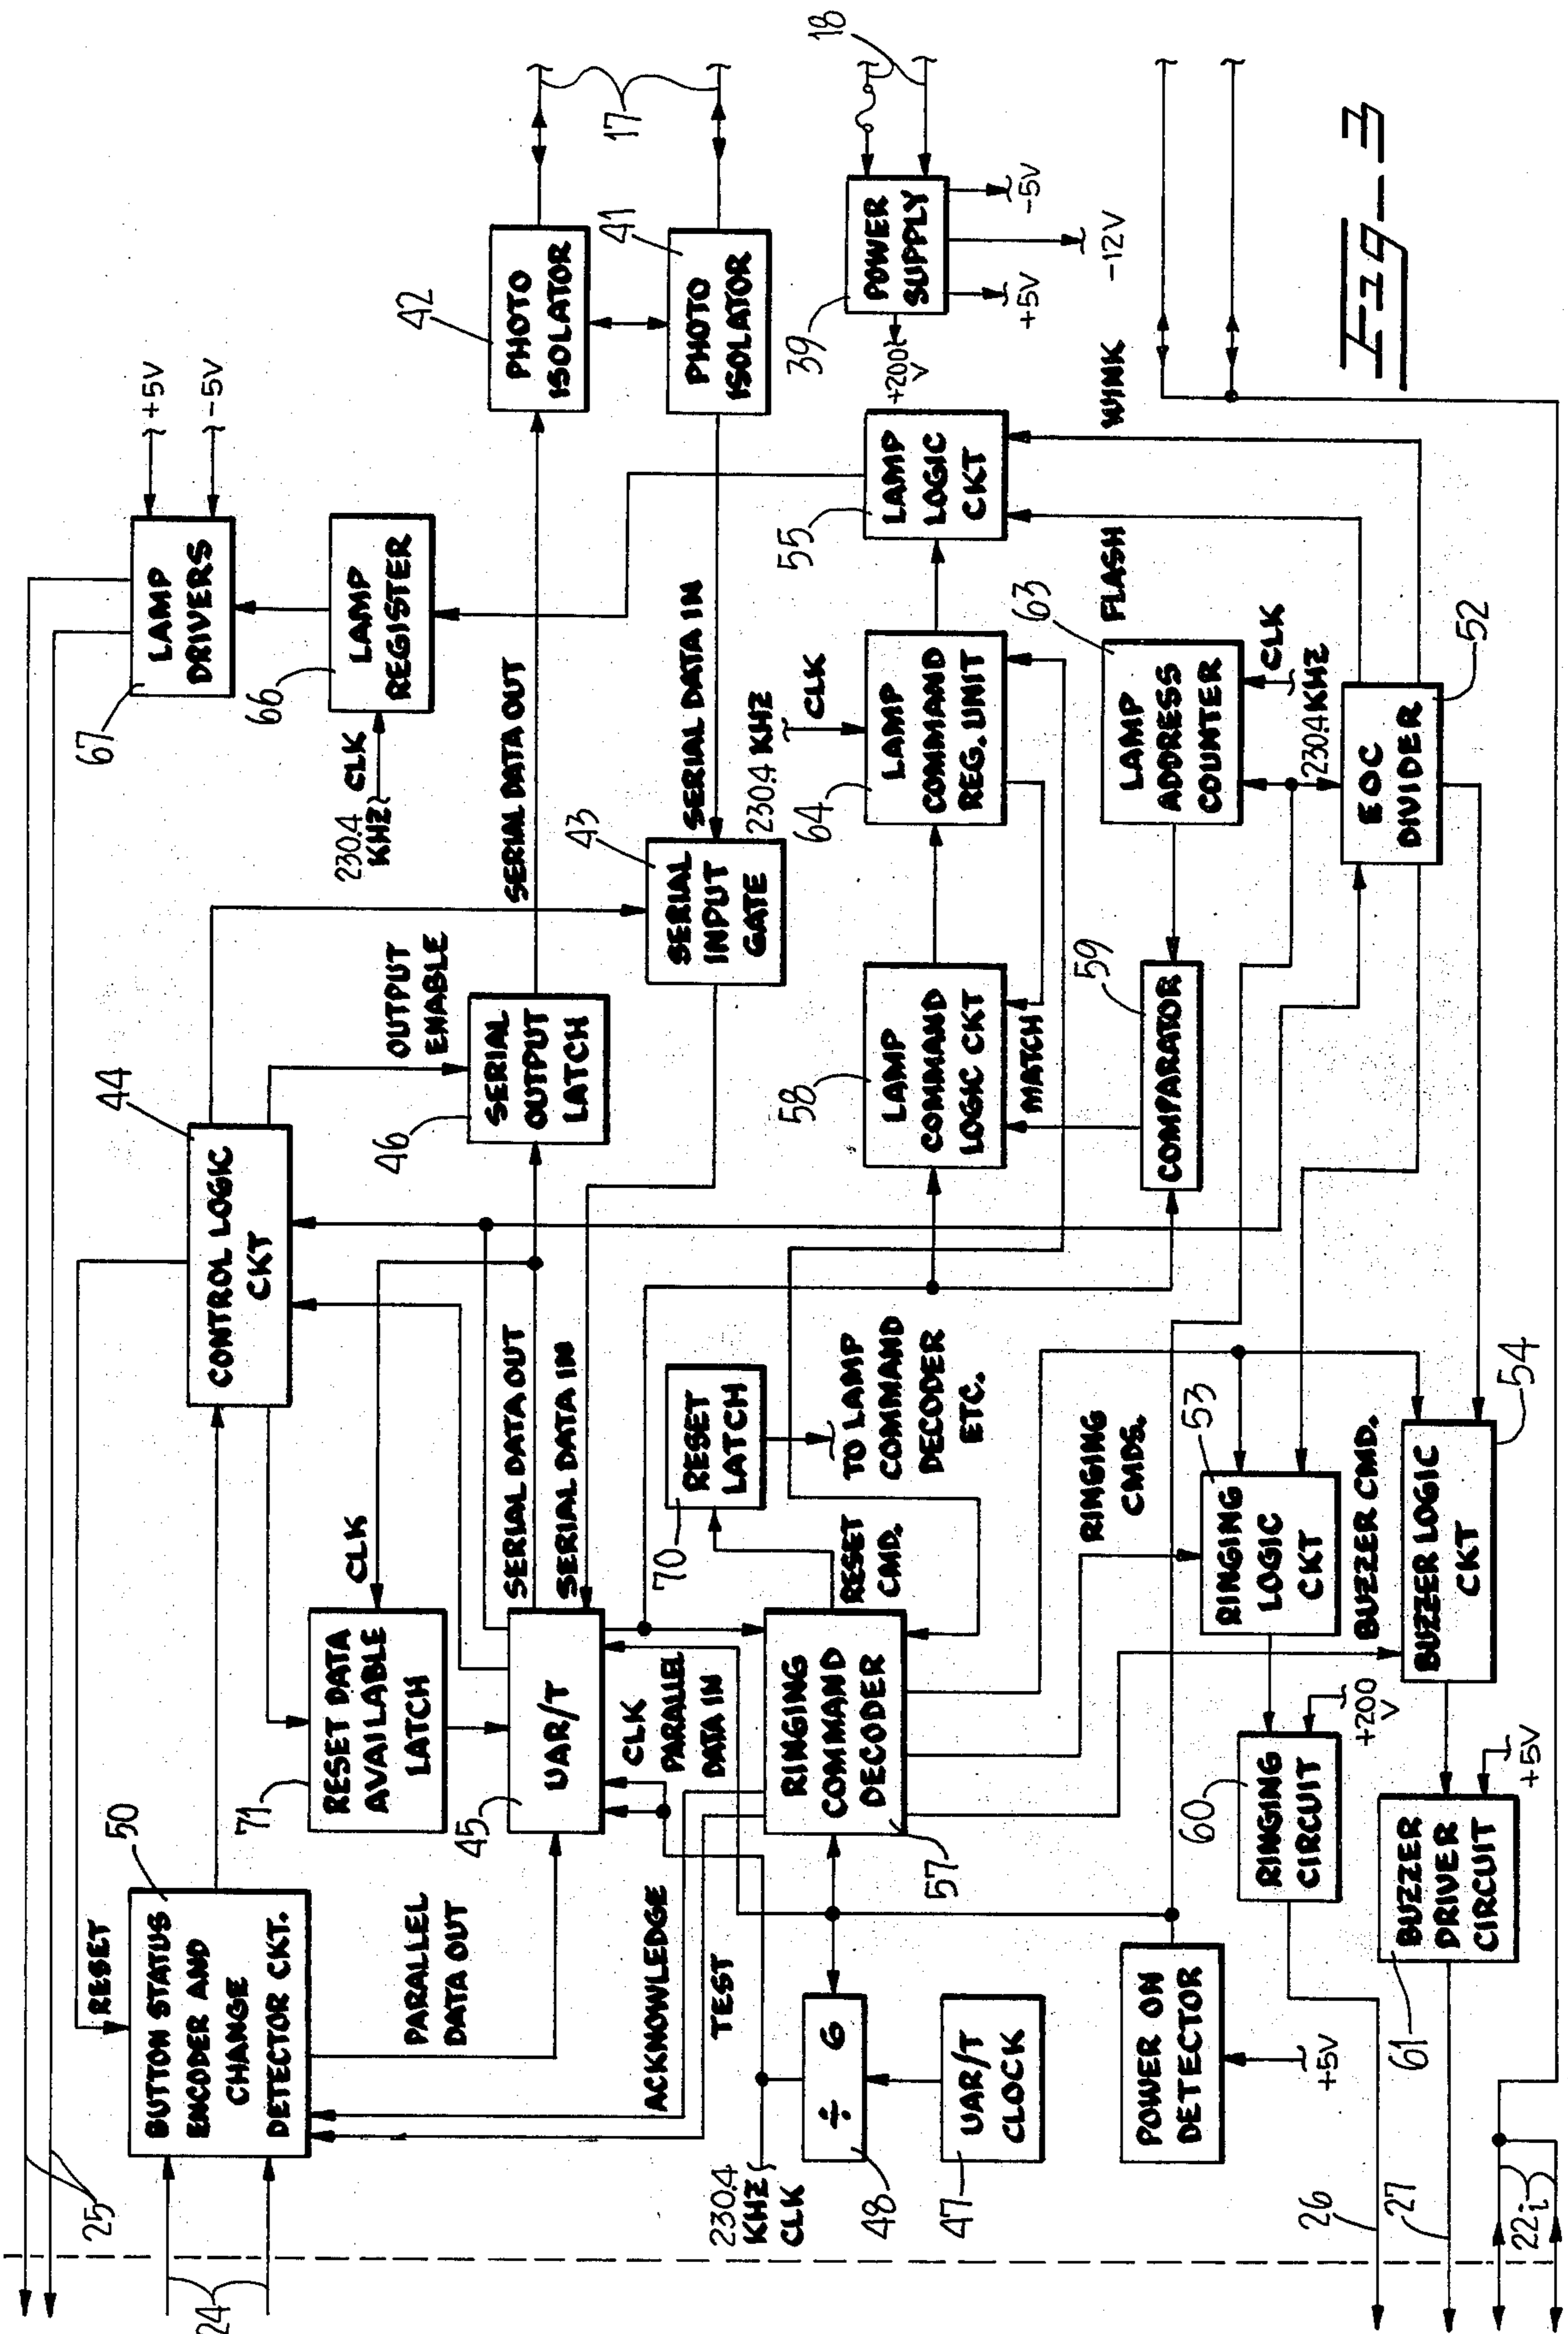 25
24
RESET
50
BUTTON STATUS
ENCODER AND
CHANGE
DETECTOR CKT.
PARALLEL
DATA OUT
ACKNOWLEDGE
TEST
230.4
KHZ
CLK
÷ 6
48
UAR/T
CLOCK
47
POWER ON
DETECTOR
+5V
26
27
22i
71
RESET DATA
AVAILABLE
LATCH
CLK
45
UAR/T
CLK
PARALLEL
DATA IN
RINGING
COMMAND
DECODER
57
RESET
CMD.
70
RESET
LATCH
TO LAMP
COMMAND
DECODER
ETC.
RINGING
CMDS.
53
RINGING
LOGIC
CKT
60
RINGING
CIRCUIT
+200
V
BUZZER CMD.
BUZZER LOGIC
CKT
54
61
BUZZER
DRIVER
CIRCUIT
+5V
44
CONTROL LOGIC
CKT
SERIAL DATA OUT
SERIAL DATA IN
OUTPUT
ENABLE
46
SERIAL
OUTPUT
LATCH
43
SERIAL
INPUT
GATE
SERIAL DATA OUT
SERIAL DATA IN
58
LAMP
COMMAND
LOGIC CKT
MATCH
59
COMPARATOR
230.4 KHZ
CLK
64
LAMP
COMMAND
REG. UNIT
63
LAMP
ADDRESS
COUNTER
CLK
230.4 KHZ
EOC
DIVIDER
52
FLASH
WINK
55
LAMP
LOGIC
CKT
67
LAMP
DRIVERS
+5V
-5V
66
LAMP
REGISTER
230.4
KHZ
CLK
42
PHOTO
ISOLATOR
41
PHOTO
ISOLATOR
17
18
39
POWER
SUPPLY
+200
V
+5V
-12V
-5V
Fig_3